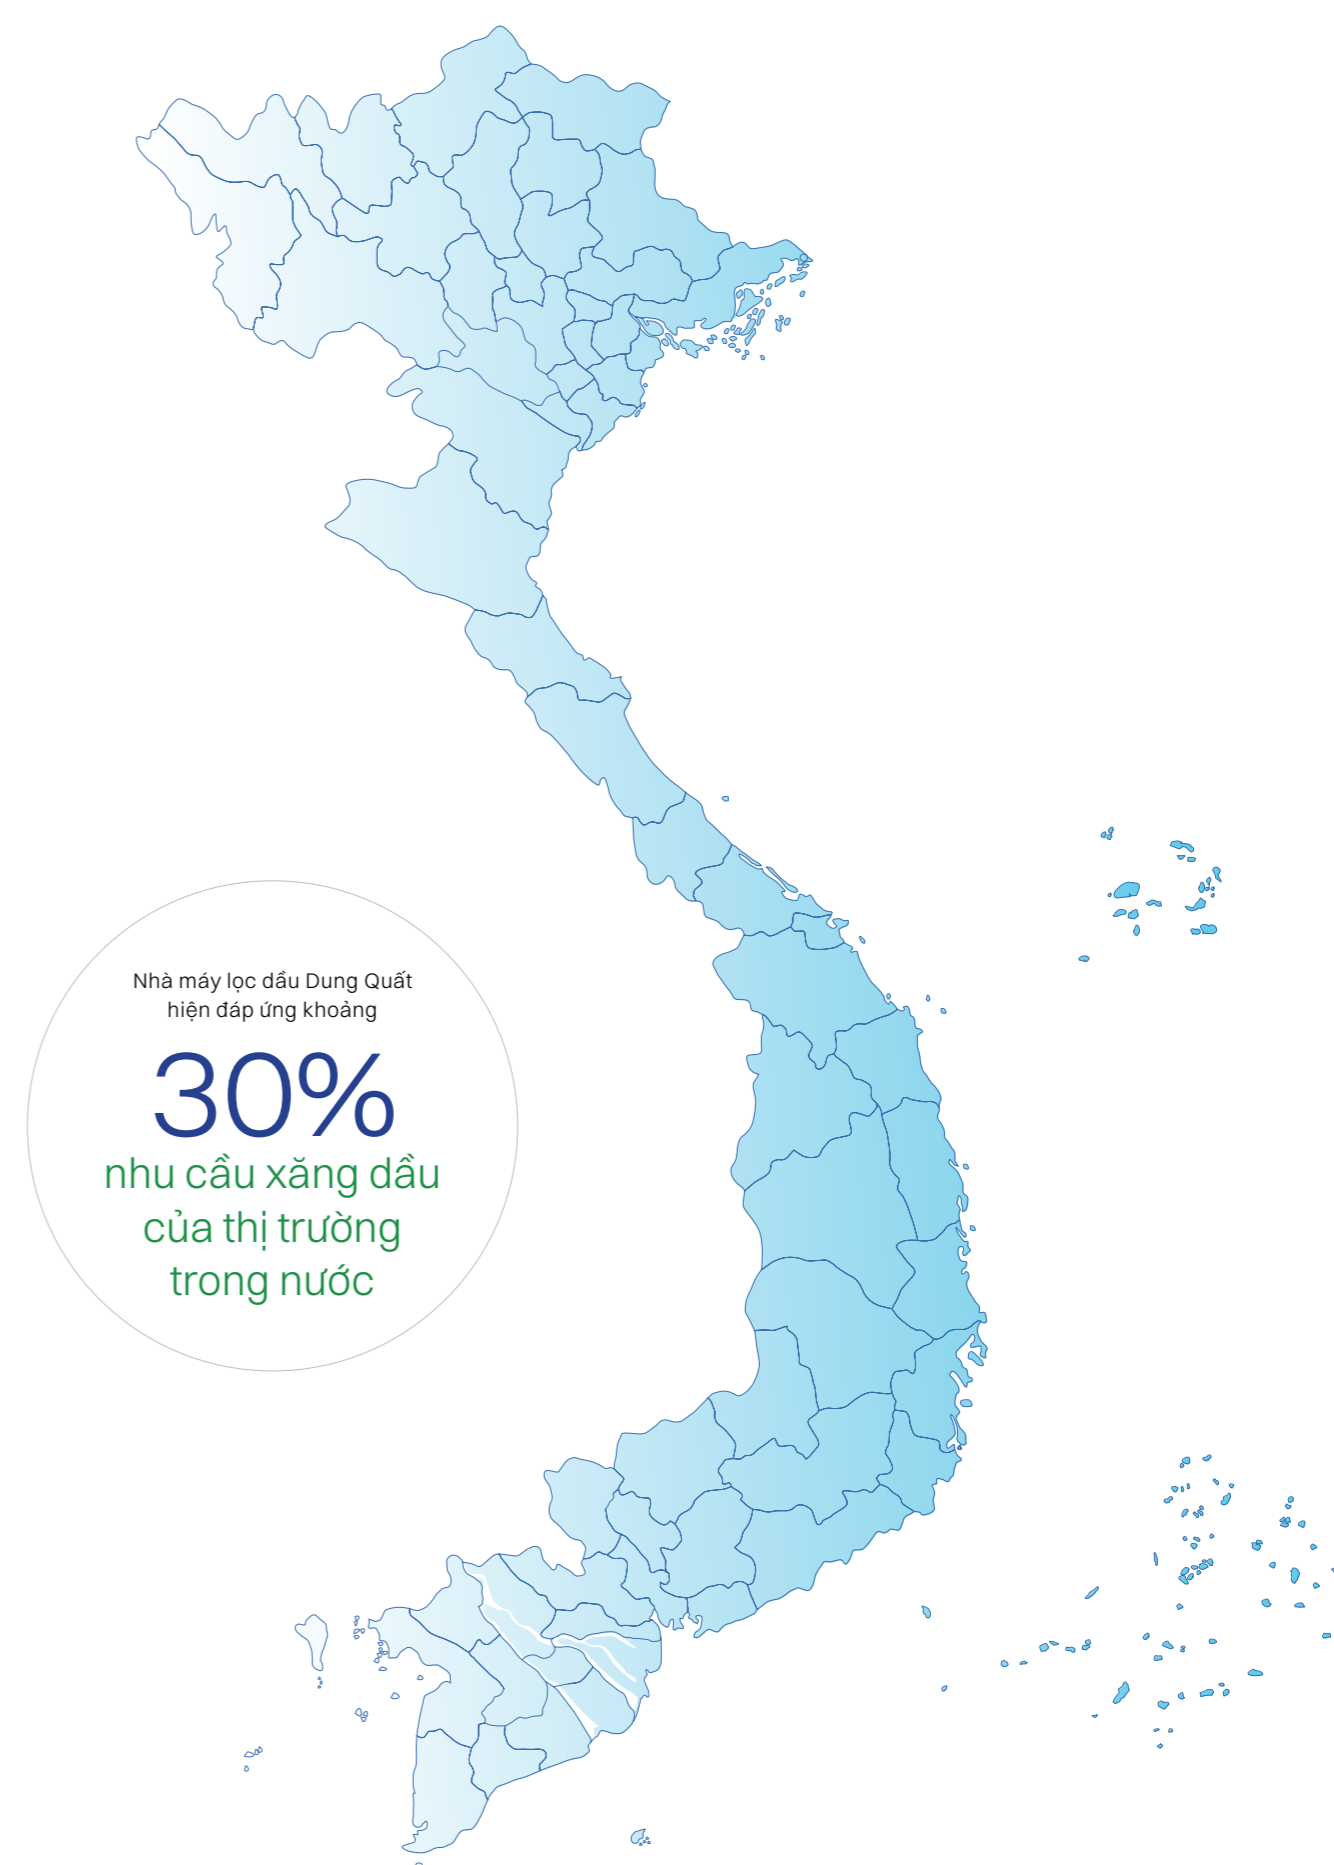 Nhà máy lọc dầu Dung Quất
hiện đáp ứng khoảng
30%
nhu cầu xăng dầu
của thị trường
trong nước